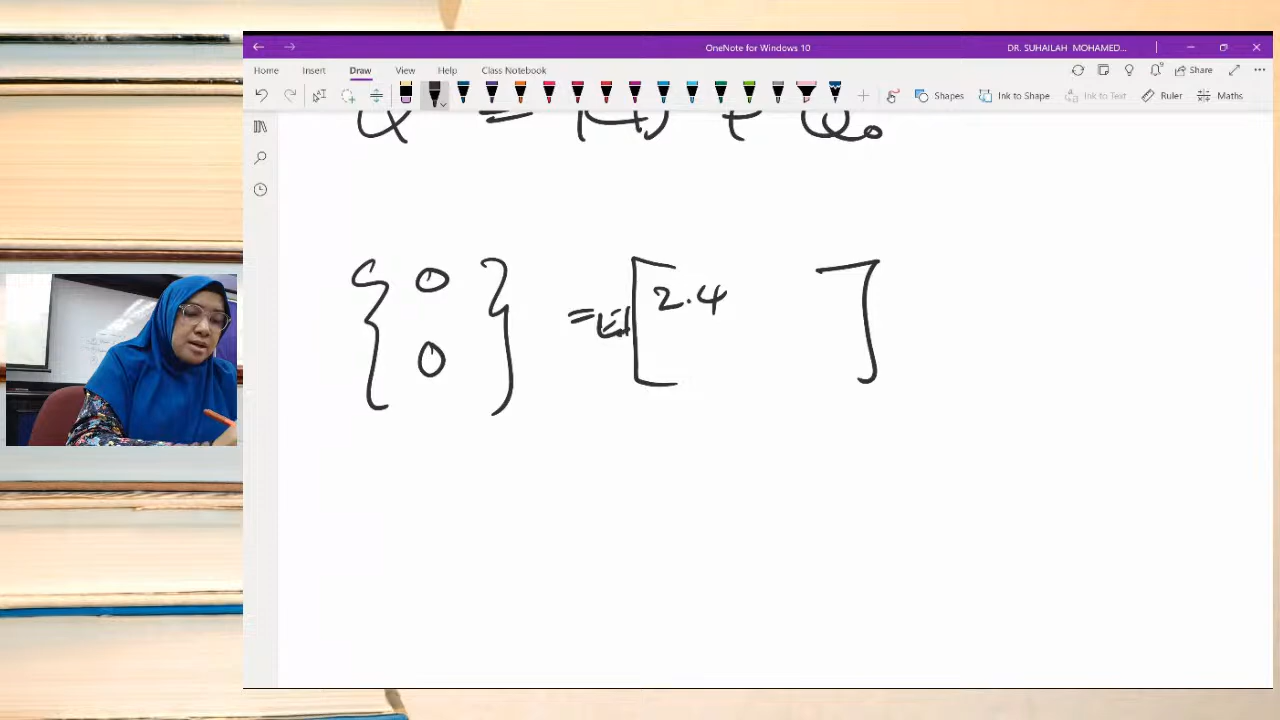 OneNote for Windows 10
DR. SUHAILAH MOHAMED...
Home Insert Draw View Help Class Notebook
Share
Shapes Ink to Shape Ink to Text Ruler Maths
{ 0 } = EI [ 2.4 ]
0